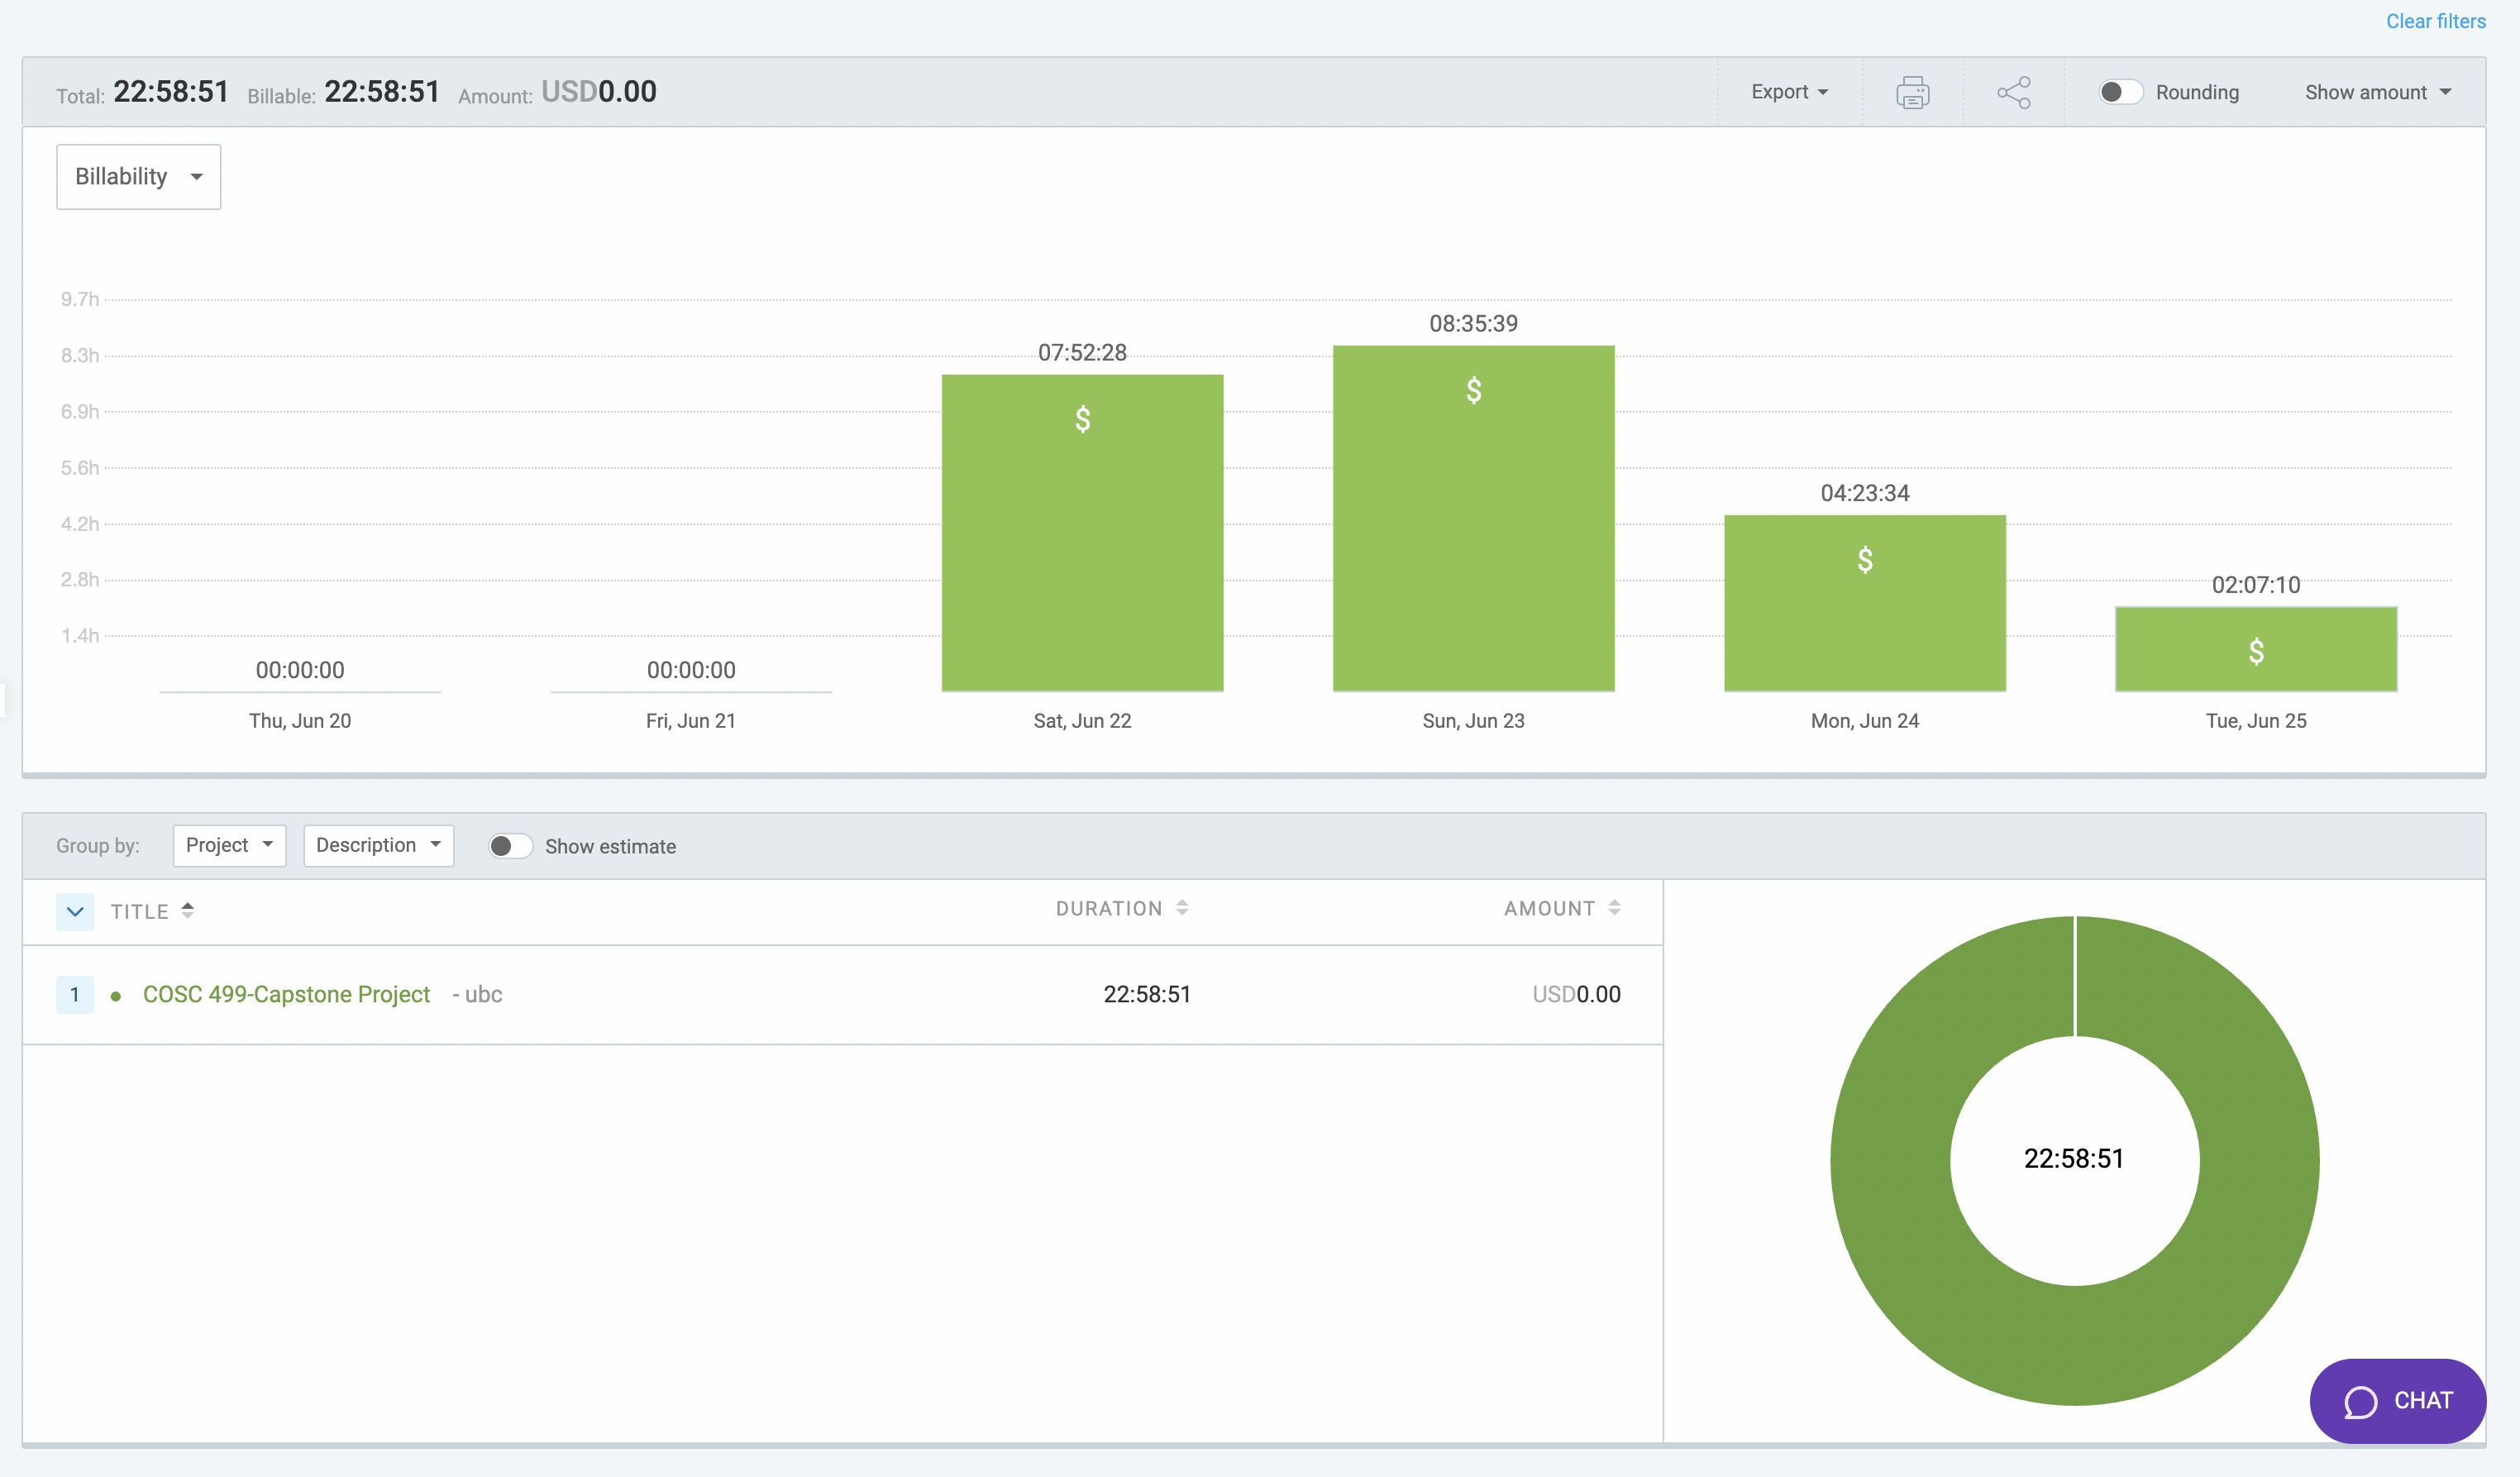 Clear filters
Total: 22:58:51 Billable: 22:58:51 Amount: USD0.00 Export Rounding Show amount
Billability
9.7h
08:35:39
8.3h
07:52:28
$
6.9h
$
5.6h
04:23:34
4.2h
$
2.8h
02:07:10
1.4h
$
00:00:00 00:00:00
Thu, Jun 20 Fri, Jun 21 Sat, Jun 22 Sun, Jun 23 Mon, Jun 24 Tue, Jun 25
Group by: Project Description Show estimate
TITLE DURATION AMOUNT
1 COSC 499-Capstone Project - ubc 22:58:51 USD0.00
22:58:51
CHAT